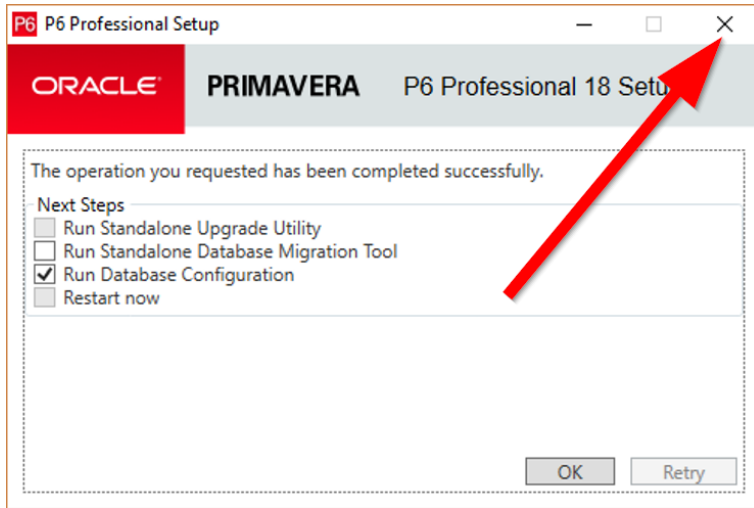 P6 P6 Professional Setup
ORACLE PRIMAVERA P6 Professional 18 Setup
The operation you requested has been completed successfully.
Next Steps
Run Standalone Upgrade Utility
Run Standalone Database Migration Tool
Run Database Configuration
Restart now
OK Retry